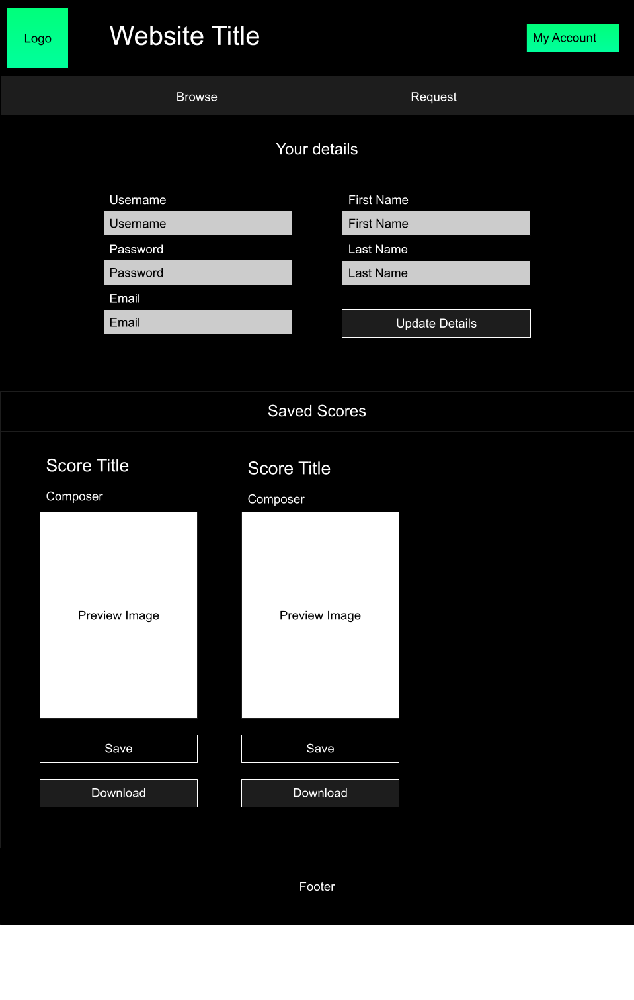 Logo
Website Title
My Account
Browse
Request
Your details
Username
Username
Password
Password
Email
Email
First Name
First Name
Last Name
Last Name
Update Details
Saved Scores
Score Title
Composer
Preview Image
Save
Download
Score Title
Composer
Preview Image
Save
Download
Footer